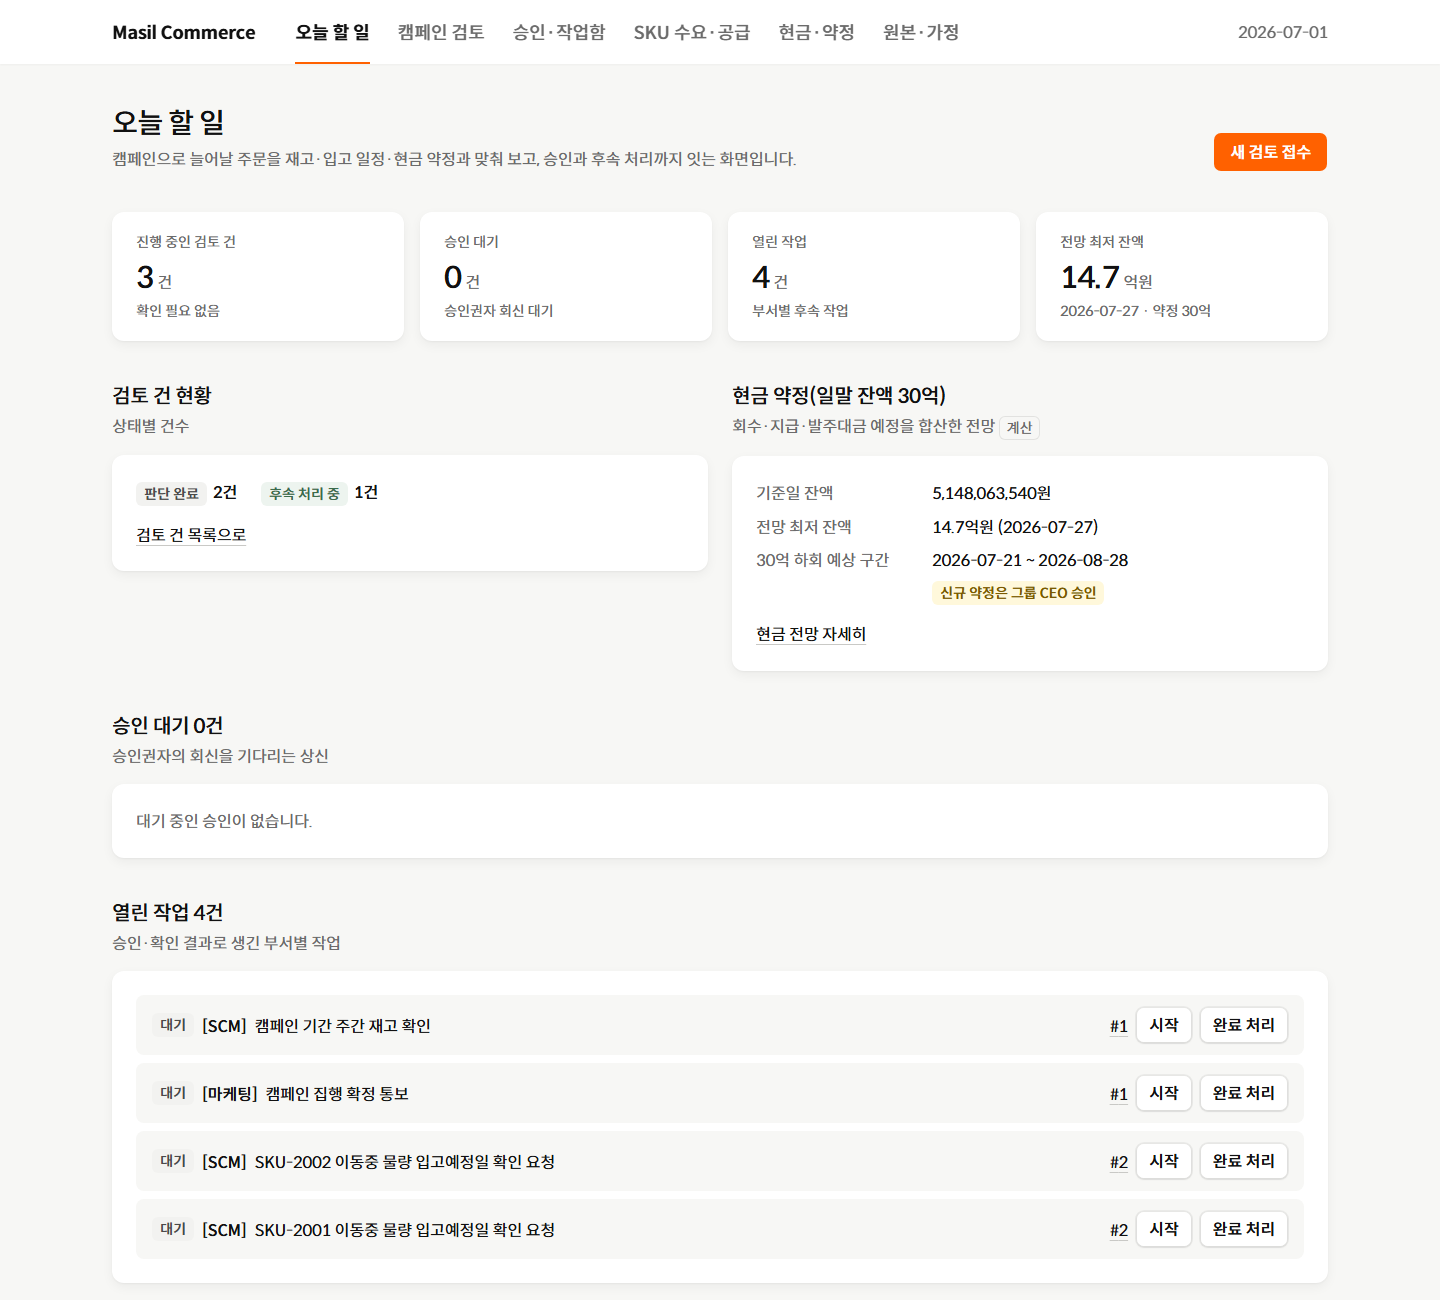 Masil Commerce 오늘 할 일 캠페인 검토 승인·작업함 SKU 수요·공급 현금·약정 원본·가정 2026-07-01
오늘 할 일
캠페인으로 늘어날 주문을 재고·입고 일정·현금 약정과 맞춰 보고, 승인과 후속 처리까지 잇는 화면입니다.
새 검토 접수
진행 중인 검토 건
3 건
확인 필요 없음
승인 대기
0 건
승인권자 회신 대기
열린 작업
4 건
부서별 후속 작업
전망 최저 잔액
14.7 억원
2026-07-27 · 약정 30억
검토 건 현황
상태별 건수
판단 완료 2건 후속 처리 중 1건
검토 건 목록으로
현금 약정(일말 잔액 30억)
회수·지급·발주대금 예정을 합산한 전망 계산
기준일 잔액 5,148,063,540원
전망 최저 잔액 14.7억원 (2026-07-27)
30억 하회 예상 구간 2026-07-21 ~ 2026-08-28
신규 약정은 그룹 CEO 승인
현금 전망 자세히
승인 대기 0건
승인권자의 회신을 기다리는 상신
대기 중인 승인이 없습니다.
열린 작업 4건
승인·확인 결과로 생긴 부서별 작업
대기 [SCM] 캠페인 기간 주간 재고 확인 #1 시작 완료 처리
대기 [마케팅] 캠페인 집행 확정 통보 #1 시작 완료 처리
대기 [SCM] SKU-2002 이동중 물량 입고예정일 확인 요청 #2 시작 완료 처리
대기 [SCM] SKU-2001 이동중 물량 입고예정일 확인 요청 #2 시작 완료 처리